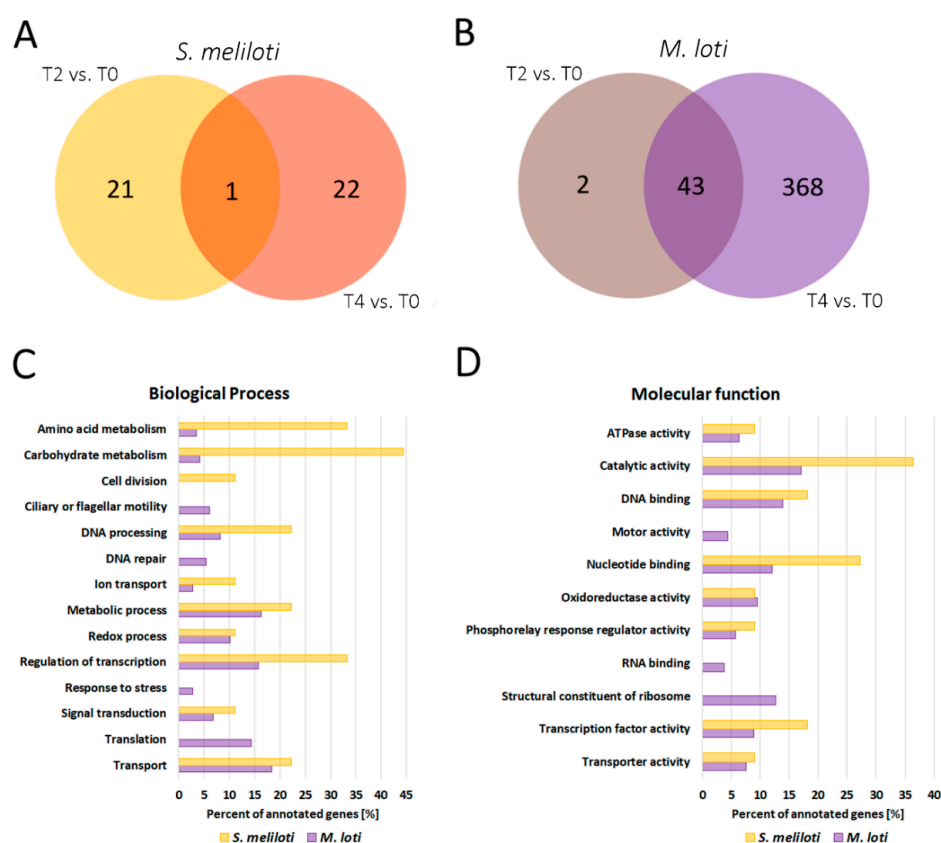 A
S. meliloti
T2 vs. T0
21
1
22
T4 vs. T0
B
M. loti
T2 vs. T0
2
43
368
T4 vs. T0
C
Biological Process
Amino acid metabolism
Carbohydrate metabolism
Cell division
Ciliary or flagellar motility
DNA processing
DNA repair
Ion transport
Metabolic process
Redox process
Regulation of transcription
Response to stress
Signal transduction
Translation
Transport
0 5 10 15 20 25 30 35 40 45
Percent of annotated genes [%]
S. meliloti M. loti
D
Molecular function
ATPase activity
Catalytic activity
DNA binding
Motor activity
Nucleotide binding
Oxidoreductase activity
Phosphorelay response regulator activity
RNA binding
Structural constituent of ribosome
Transcription factor activity
Transporter activity
0 5 10 15 20 25 30 35 40
Percent of annotated genes [%]
S. meliloti M. loti